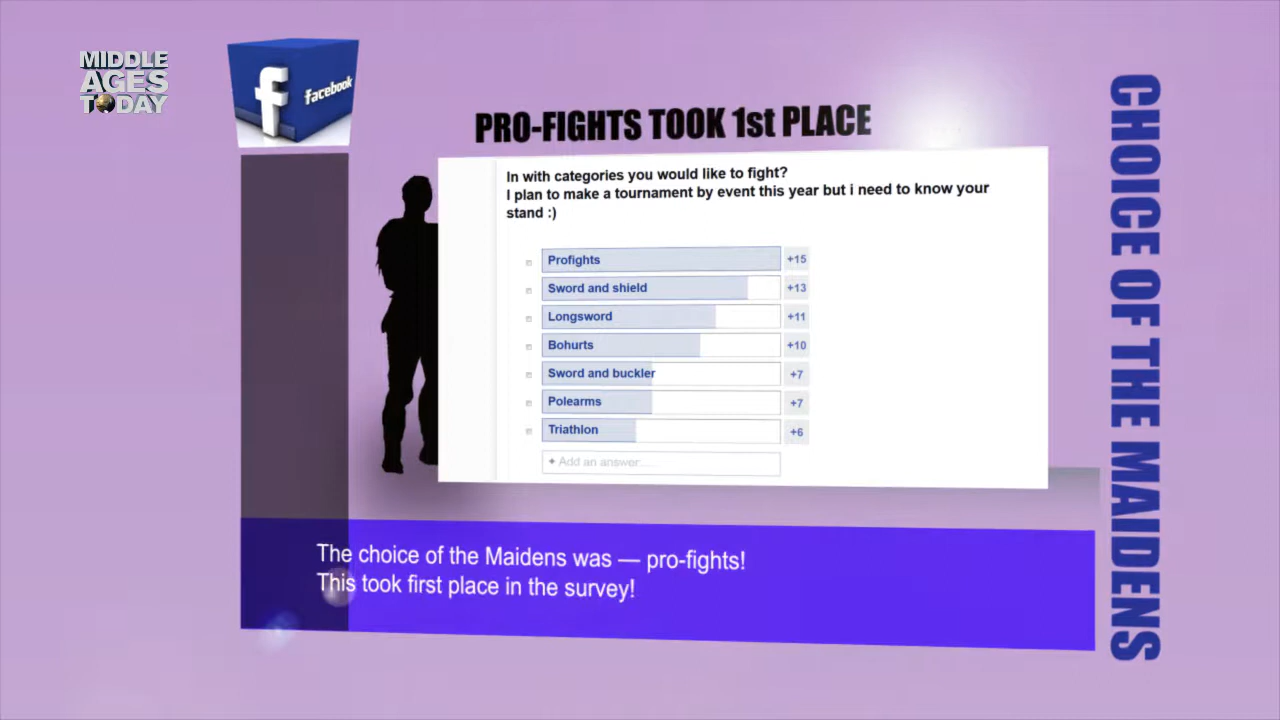 MIDDLE
AGES
TODAY
f facebook
PRO-FIGHTS TOOK 1st PLACE
In with categories you would like to fight?
I plan to make a tournament by event this year but i need to know your
stand :)
Profights +15
Sword and shield +13
Longsword +11
Bohurts +10
Sword and buckler +7
Polearms +7
Triathlon +6
+ Add an answer......
The choice of the Maidens was — pro-fights!
This took first place in the survey!
CHOICE OF THE MAIDENS